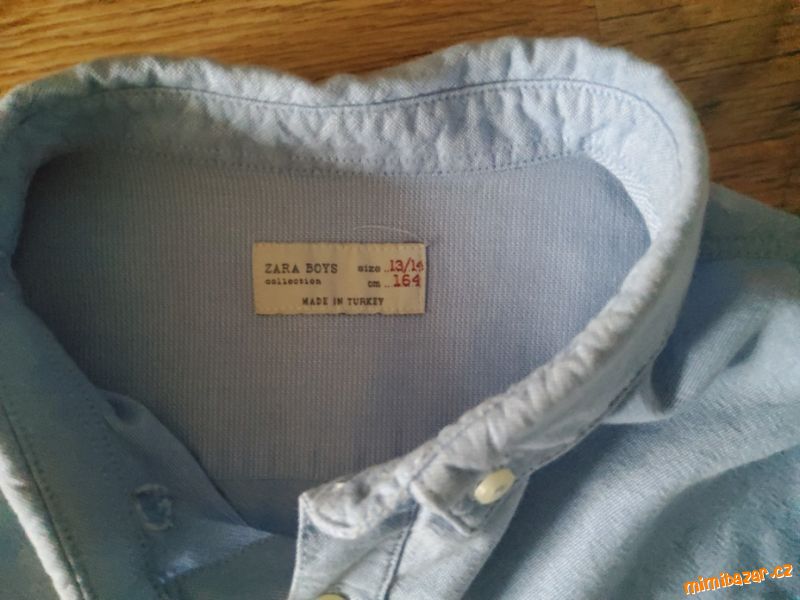 ZARA BOYS size ..13/14
collection cm ..164
MADE IN TURKEY
mimibazar.cz